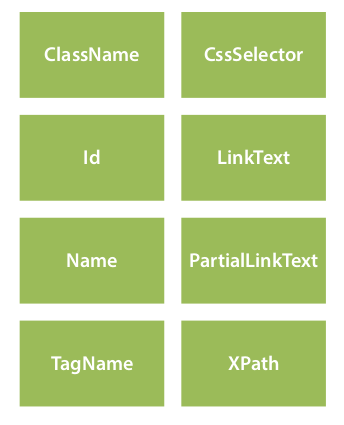 ClassName
CssSelector
Id
LinkText
Name
PartialLinkText
TagName
XPath